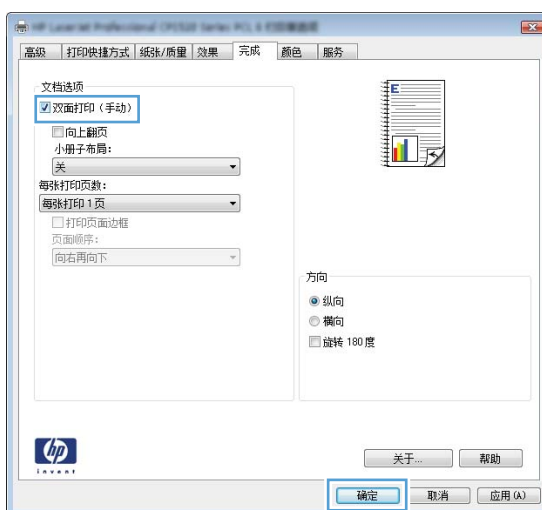 高级 打印快捷方式 纸张/质量 效果 完成 颜色 服务
文档选项
双面打印（手动）
向上翻页
小册子布局：
关
每张打印页数：
每张打印 1 页
打印页面边框
页面顺序：
向右再向下
E
方向
纵向
横向
旋转 180 度
hp
invent
关于... 帮助
确定 取消 应用 (A)